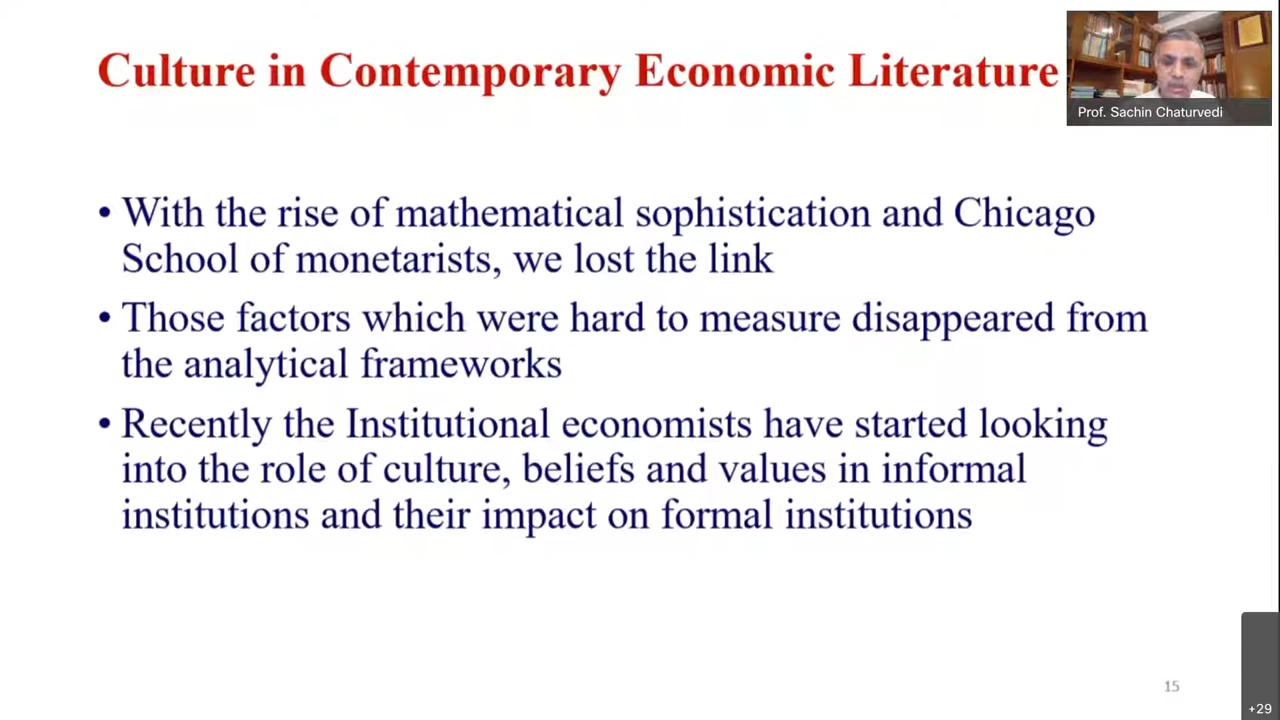 Culture in Contemporary Economic Literature
Prof. Sachin Chaturvedi
• With the rise of mathematical sophistication and Chicago
School of monetarists, we lost the link
• Those factors which were hard to measure disappeared from
the analytical frameworks
• Recently the Institutional economists have started looking
into the role of culture, beliefs and values in informal
institutions and their impact on formal institutions
15
+29